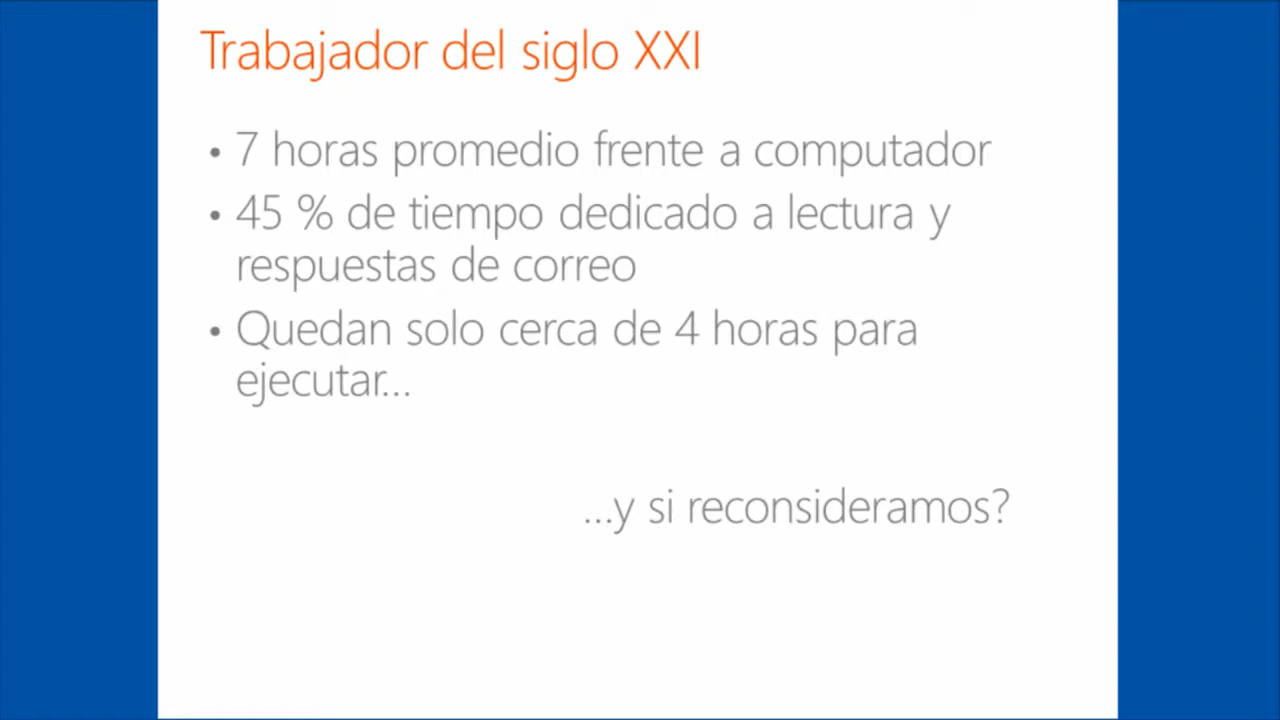 Trabajador del siglo XXI
• 7 horas promedio frente a computador
• 45 % de tiempo dedicado a lectura y
respuestas de correo
• Quedan solo cerca de 4 horas para
ejecutar...
...y si reconsideramos?